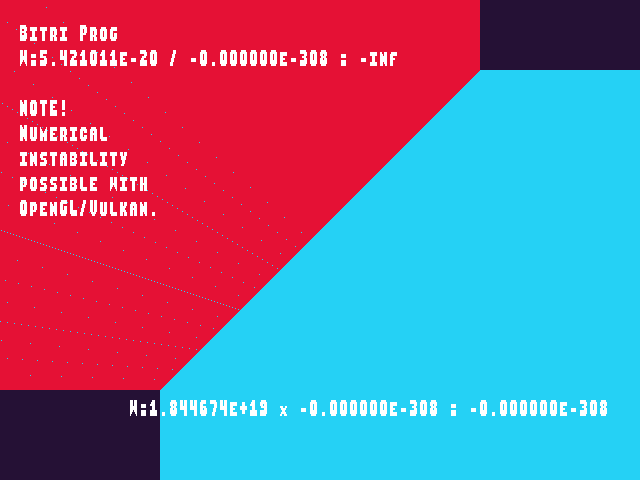 Bitri Prog
W:5.421011e-20 / -0.000000e-308 : -inf
NOTE!
Numerical
instability
possible with
OpenGL/Vulkan.
W:1.844674e+19 x -0.000000e-308 : -0.000000e-308